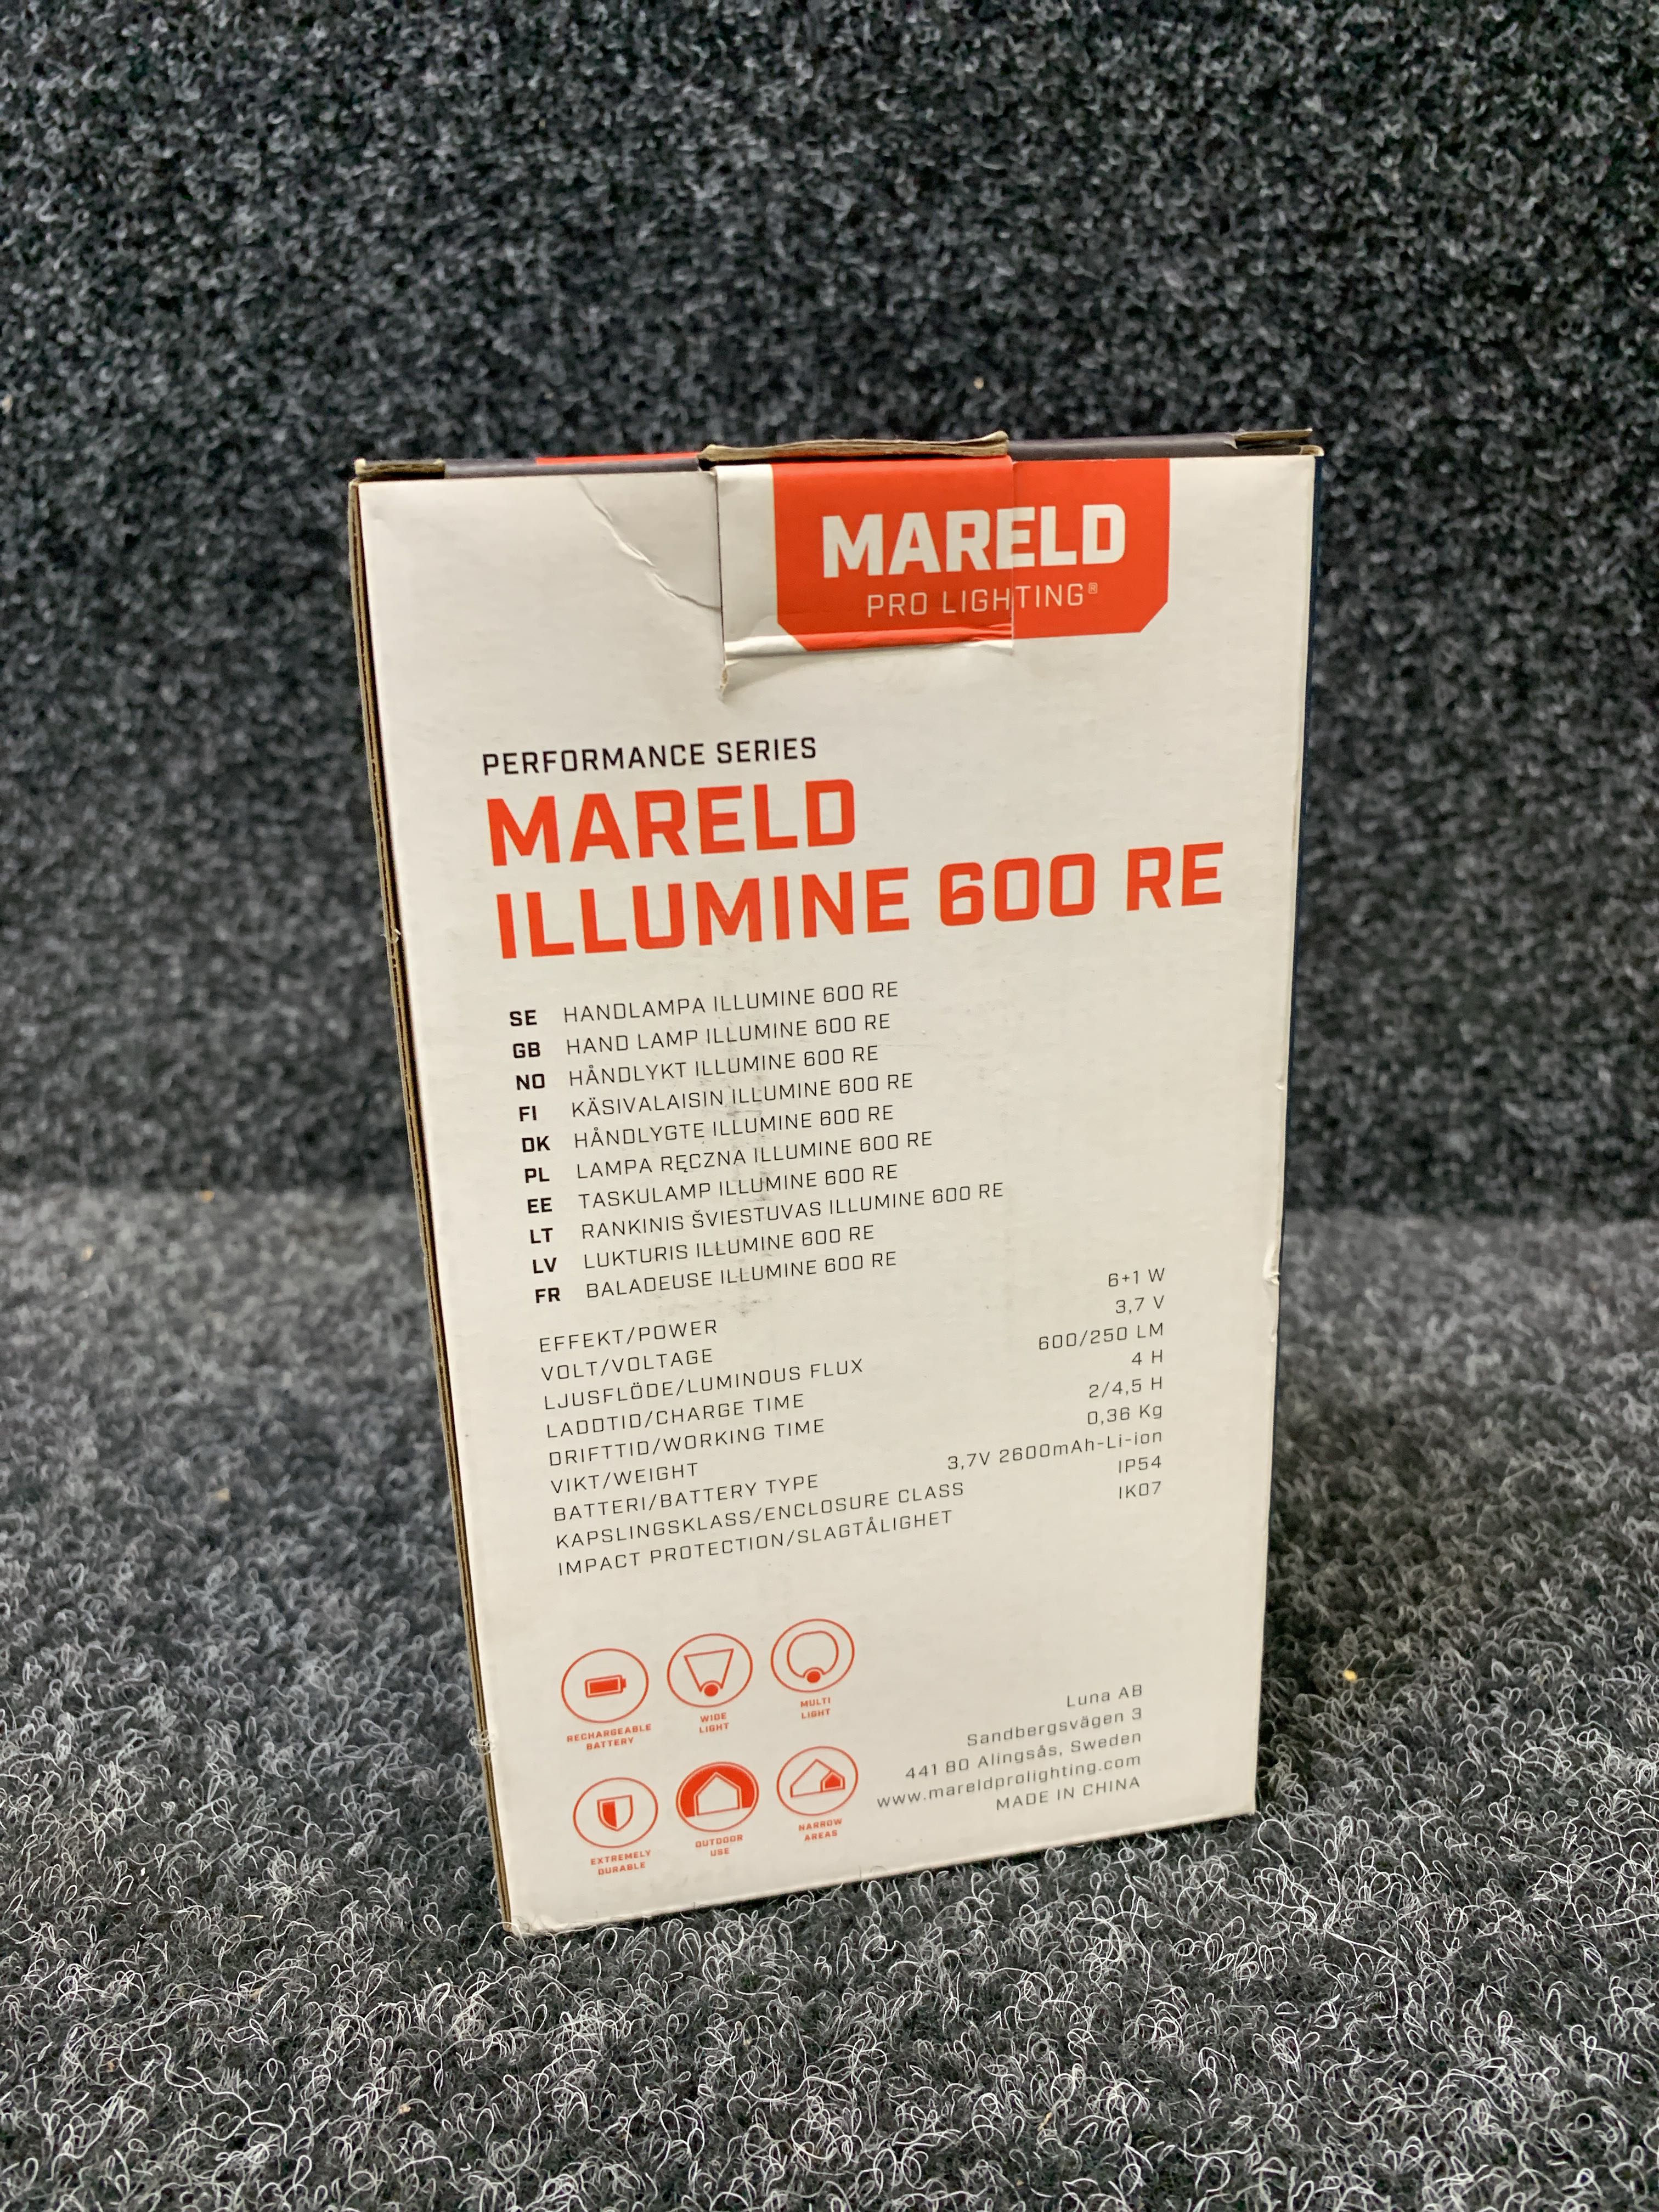 MARELD
PRO LIGHTING®
PERFORMANCE SERIES
MARELD
ILLUMINE 600 RE
SE HANDLAMPA ILLUMINE 600 RE
GB HAND LAMP ILLUMINE 600 RE
NO HÅNDLYKT ILLUMINE 600 RE
FI KÄSIVALAISIN ILLUMINE 600 RE
DK HÅNDLYGTE ILLUMINE 600 RE
PL LAMPA RĘCZNA ILLUMINE 600 RE
EE TASKULAMP ILLUMINE 600 RE
LT RANKINIS ŠVIESTUVAS ILLUMINE 600 RE
LV LUKTURIS ILLUMINE 600 RE
FR BALADEUSE ILLUMINE 600 RE
EFFEKT/POWER 6+1 W
VOLT/VOLTAGE 3,7 V
LJUSFLÖDE/LUMINOUS FLUX 600/250 LM
LADDTID/CHARGE TIME 4 H
DRIFTTID/WORKING TIME 2/4,5 H
VIKT/WEIGHT 0,36 Kg
BATTERI/BATTERY TYPE 3,7V 2600mAh-Li-ion
KAPSLINGSKLASS/ENCLOSURE CLASS IP54
IMPACT PROTECTION/SLAGTÅLIGHET IK07
RECHARGEABLE
BATTERY
WIDE
LIGHT
MULTI
LIGHT
EXTREMELY
DURABLE
OUTDOOR
USE
NARROW
AREAS
Luna AB
Sandbergsvägen 3
441 80 Alingsås, Sweden
www.mareldprolighting.com
MADE IN CHINA